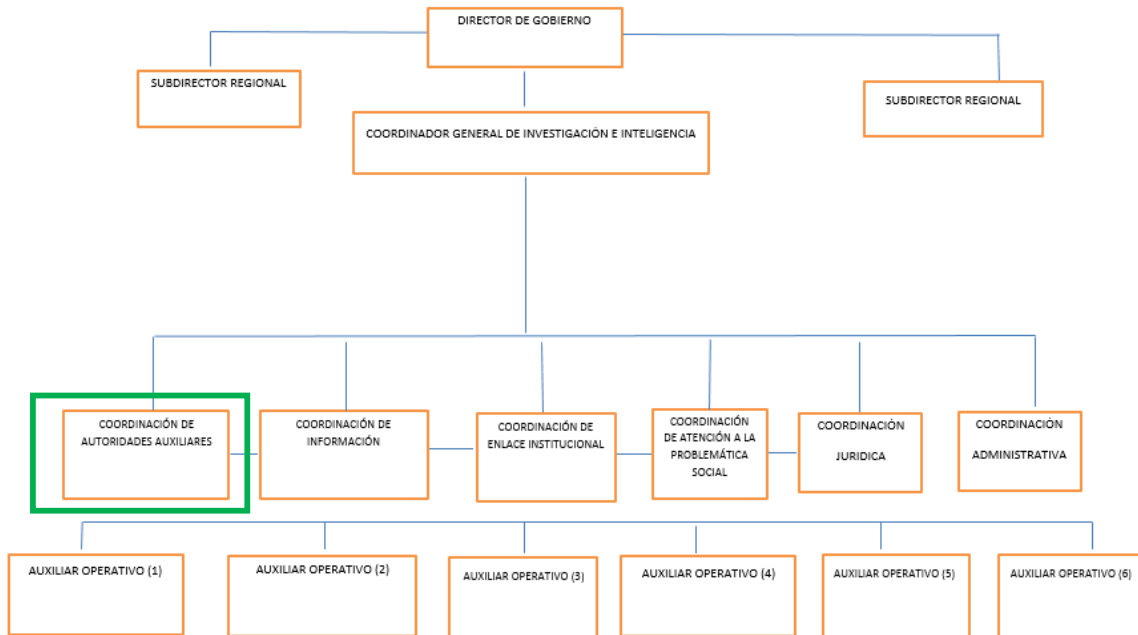 DIRECTOR DE GOBIERNO
SUBDIRECTOR REGIONAL
SUBDIRECTOR REGIONAL
COORDINADOR GENERAL DE INVESTIGACIÓN E INTELIGENCIA
COORDINACIÓN DE
AUTORIDADES AUXILIARES
COORDINACIÓN DE
INFORMACIÓN
COORDINACIÓN DE
ENLACE INSTITUCIONAL
COORDINACIÓN
DE ATENCIÓN A LA
PROBLEMÁTICA
SOCIAL
COORDINACIÓN
JURIDICA
COORDINACIÓN
ADMINISTRATIVA
AUXILIAR OPERATIVO (1)
AUXILIAR OPERATIVO (2)
AUXILIAR OPERATIVO (3)
AUXILIAR OPERATIVO (4)
AUXILIAR OPERATIVO (5)
AUXILIAR OPERATIVO (6)